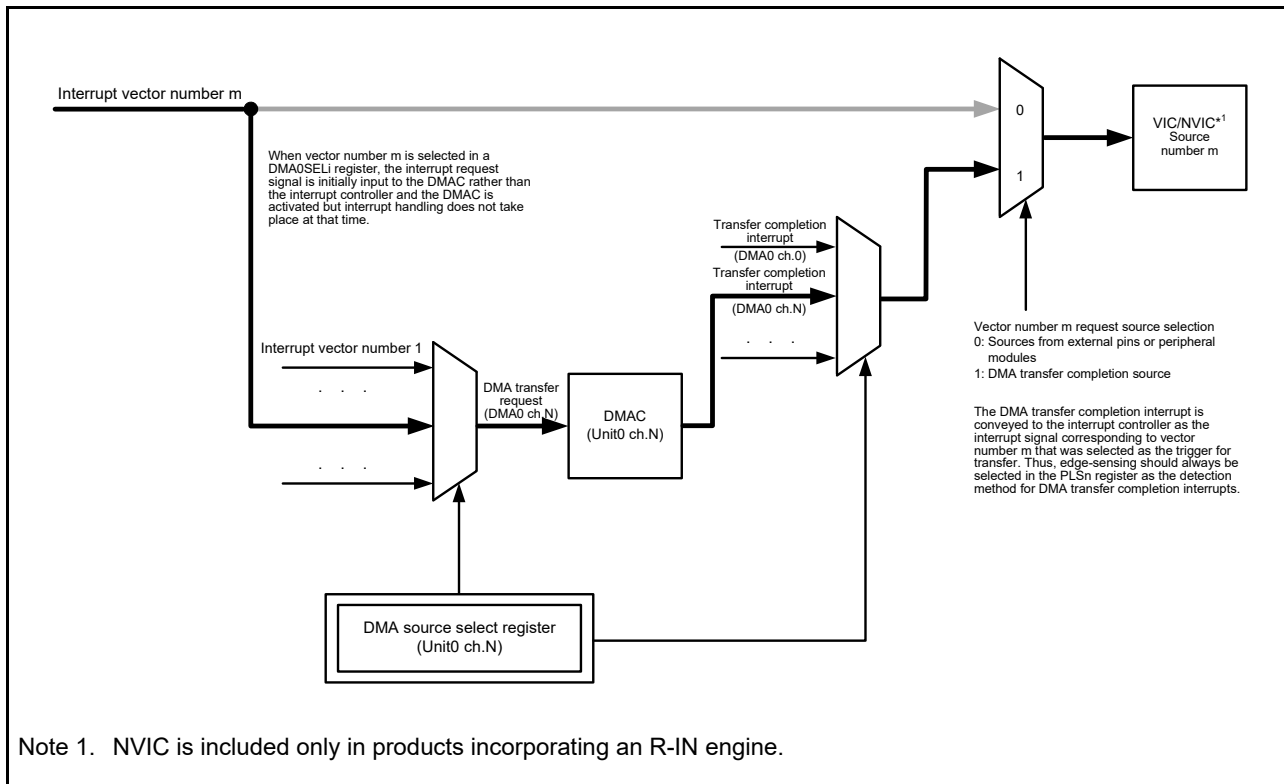 Interrupt vector number m
When vector number m is selected in a
DMA0SELi register, the interrupt request
signal is initially input to the DMAC rather than
the interrupt controller and the DMAC is
activated but interrupt handling does not take
place at that time.
0
1
VIC/NVIC*1
Source
number m
Transfer completion
interrupt
(DMA0 ch.0)
Transfer completion
interrupt
(DMA0 ch.N)
. . .
Interrupt vector number 1
. . .
. . .
DMA transfer
request
(DMA0 ch.N)
DMAC
(Unit0 ch.N)
Vector number m request source selection
0: Sources from external pins or peripheral
modules
1: DMA transfer completion source
The DMA transfer completion interrupt is
conveyed to the interrupt controller as the
interrupt signal corresponding to vector
number m that was selected as the trigger for
transfer. Thus, edge-sensing should always be
selected in the PLSn register as the detection
method for DMA transfer completion interrupts.
DMA source select register
(Unit0 ch.N)
Note 1. NVIC is included only in products incorporating an R-IN engine.